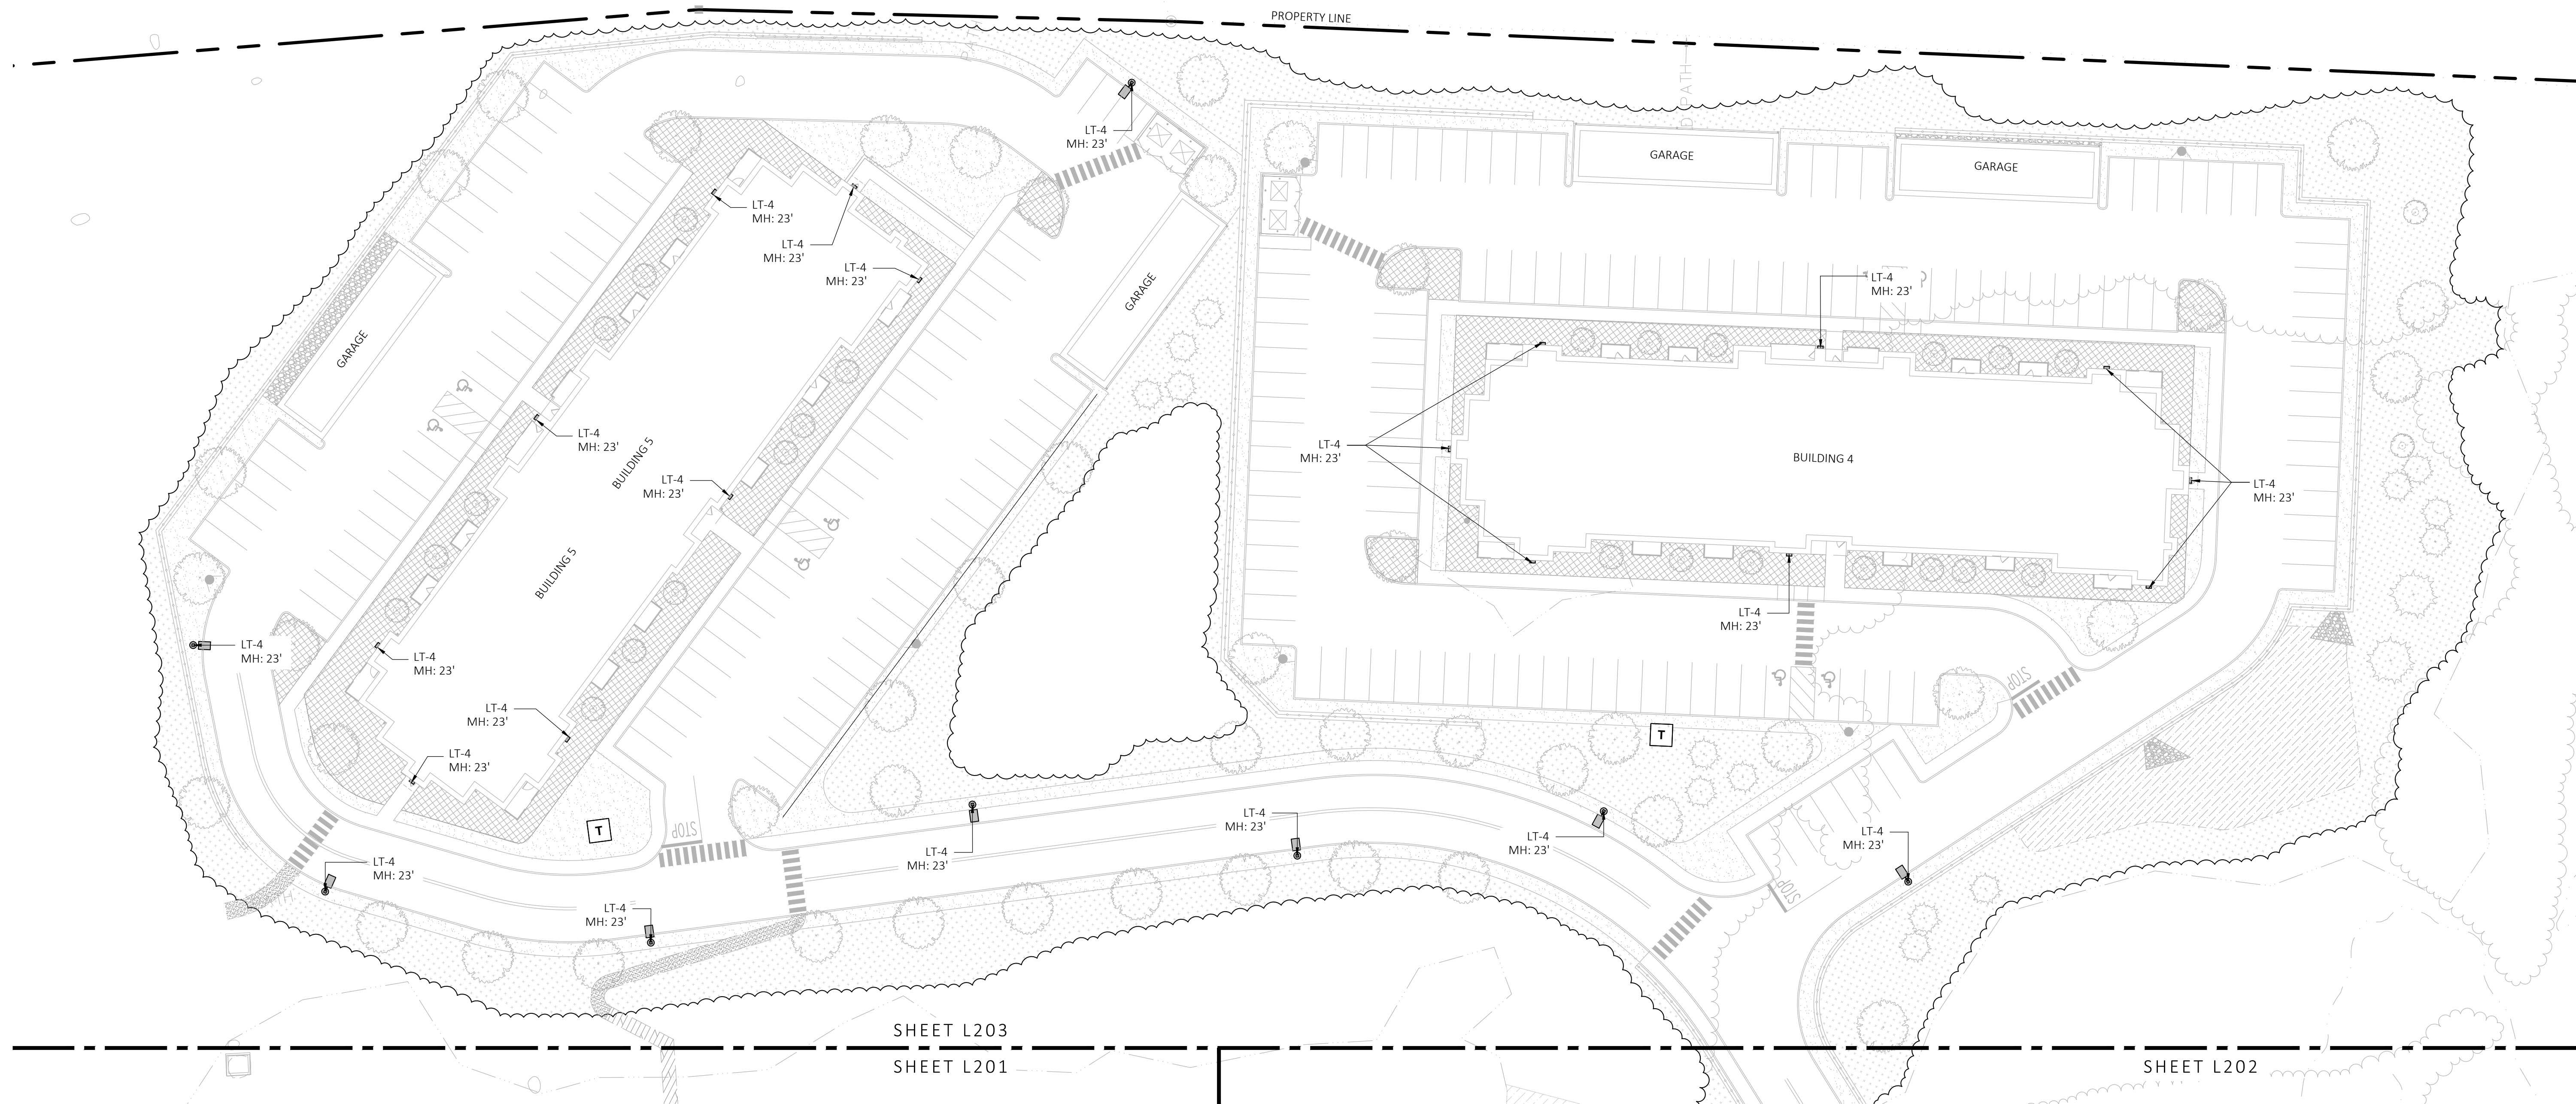 PROPERTY LINE
LT-4
MH: 23'
GARAGE
GARAGE
LT-4
MH: 23'
LT-4
MH: 23'
LT-4
MH: 23'
LT-4
MH: 23'
GARAGE
GARAGE
LT-4
MH: 23'
BUILDING 5
LT-4
MH: 23'
LT-4
MH: 23'
BUILDING 4
LT-4
MH: 23'
BUILDING 5
LT-4
MH: 23'
LT-4
MH: 23'
LT-4
MH: 23'
STOP
LT-4
MH: 23'
T
LT-4
MH: 23'
T
STOP
LT-4
MH: 23'
LT-4
MH: 23'
LT-4
MH: 23'
LT-4
MH: 23'
LT-4
MH: 23'
STOP
LT-4
MH: 23'
SHEET L203
SHEET L201
SHEET L202